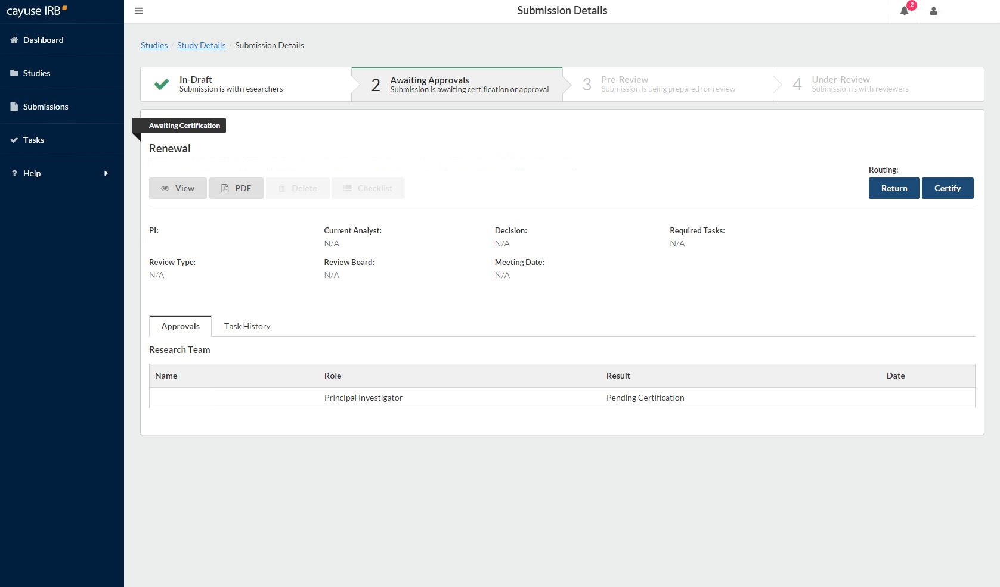 cayuse IRB
Submission Details
2
Dashboard
Studies
Submissions
Tasks
? Help
Studies / Study Details / Submission Details
In-Draft
Submission is with researchers
2
Awaiting Approvals
Submission is awaiting certification or approval
3
Pre-Review
Submission is being prepared for review
4
Under-Review
Submission is with reviewers
Awaiting Certification
Renewal
Routing:
View
PDF
Delete
Checklist
Return
Certify
PI:
Current Analyst:
N/A
Decision:
N/A
Required Tasks:
N/A
Review Type:
N/A
Review Board:
N/A
Meeting Date:
N/A
Approvals
Task History
Research Team
Name Role Result Date
Principal Investigator Pending Certification